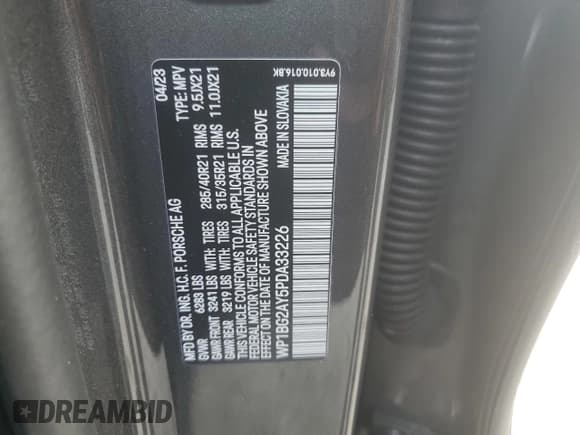 MFD BY DR. ING. H.C. F. PORSCHE AG 04/23
GVWR 6283 LBS TYPE: MPV
GAWR FRONT 3241 LBS WITH: TIRES 285/40R21 RIMS 9.5JX21
GAWR REAR 3219 LBS WITH: TIRES 315/35R21 RIMS 11.0JX21
THIS VEHICLE CONFORMS TO ALL APPLICABLE U.S.
FEDERAL MOTOR VEHICLE SAFETY STANDARDS IN
EFFECT ON THE DATE OF MANUFACTURE SHOWN ABOVE
WP1BG2AY5PDA33226 MADE IN SLOVAKIA
9Y3.010.016.BK
DREAMBID